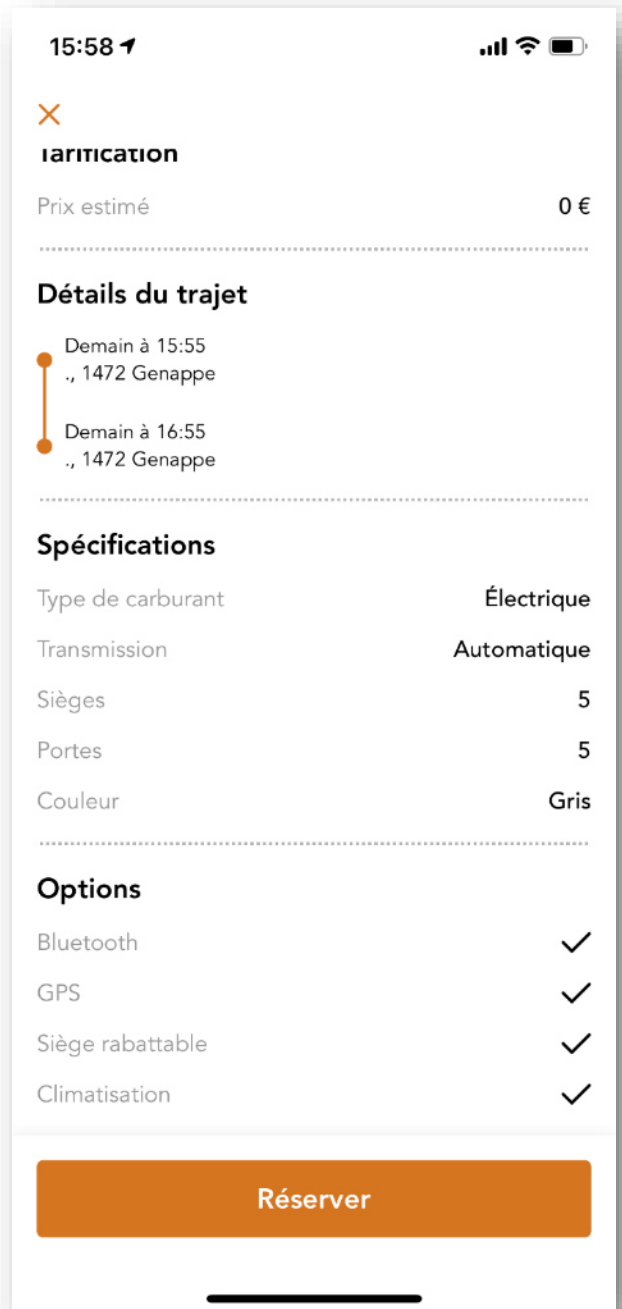 15:58
Tarification
Prix estimé 0 €
Détails du trajet
Demain à 15:55
., 1472 Genappe
Demain à 16:55
., 1472 Genappe
Spécifications
Type de carburant Électrique
Transmission Automatique
Sièges 5
Portes 5
Couleur Gris
Options
Bluetooth
GPS
Siège rabattable
Climatisation
Réserver